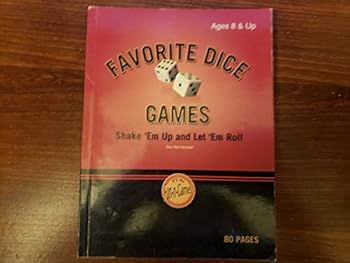 Ages 8 & Up
FAVORITE DICE
GAMES
Shake 'Em Up and Let 'Em Roll
80 PAGES